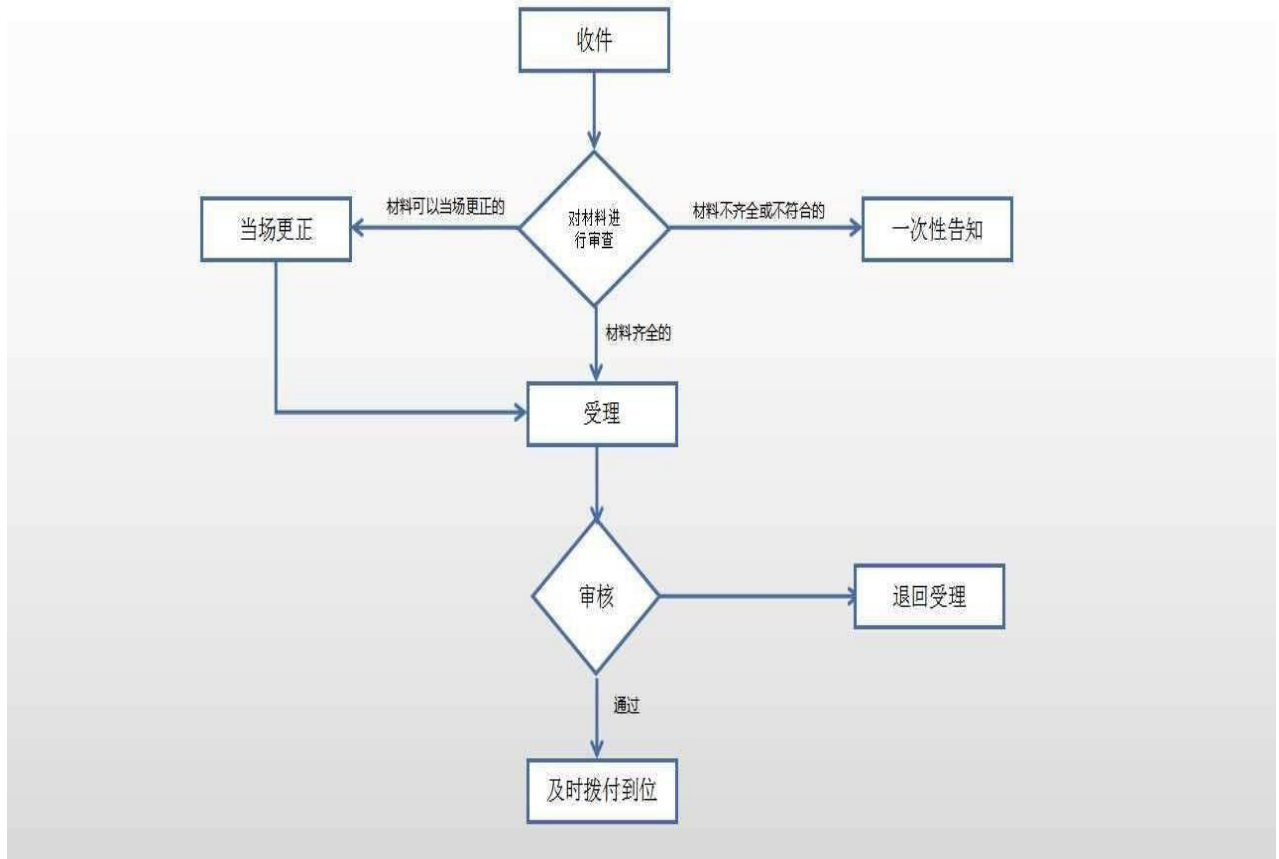 收件
材料可以当场更正的
材料不齐全或不符合的
当场更正
对材料进
行审查
一次性告知
材料齐全的
受理
审核
退回受理
通过
及时拨付到位